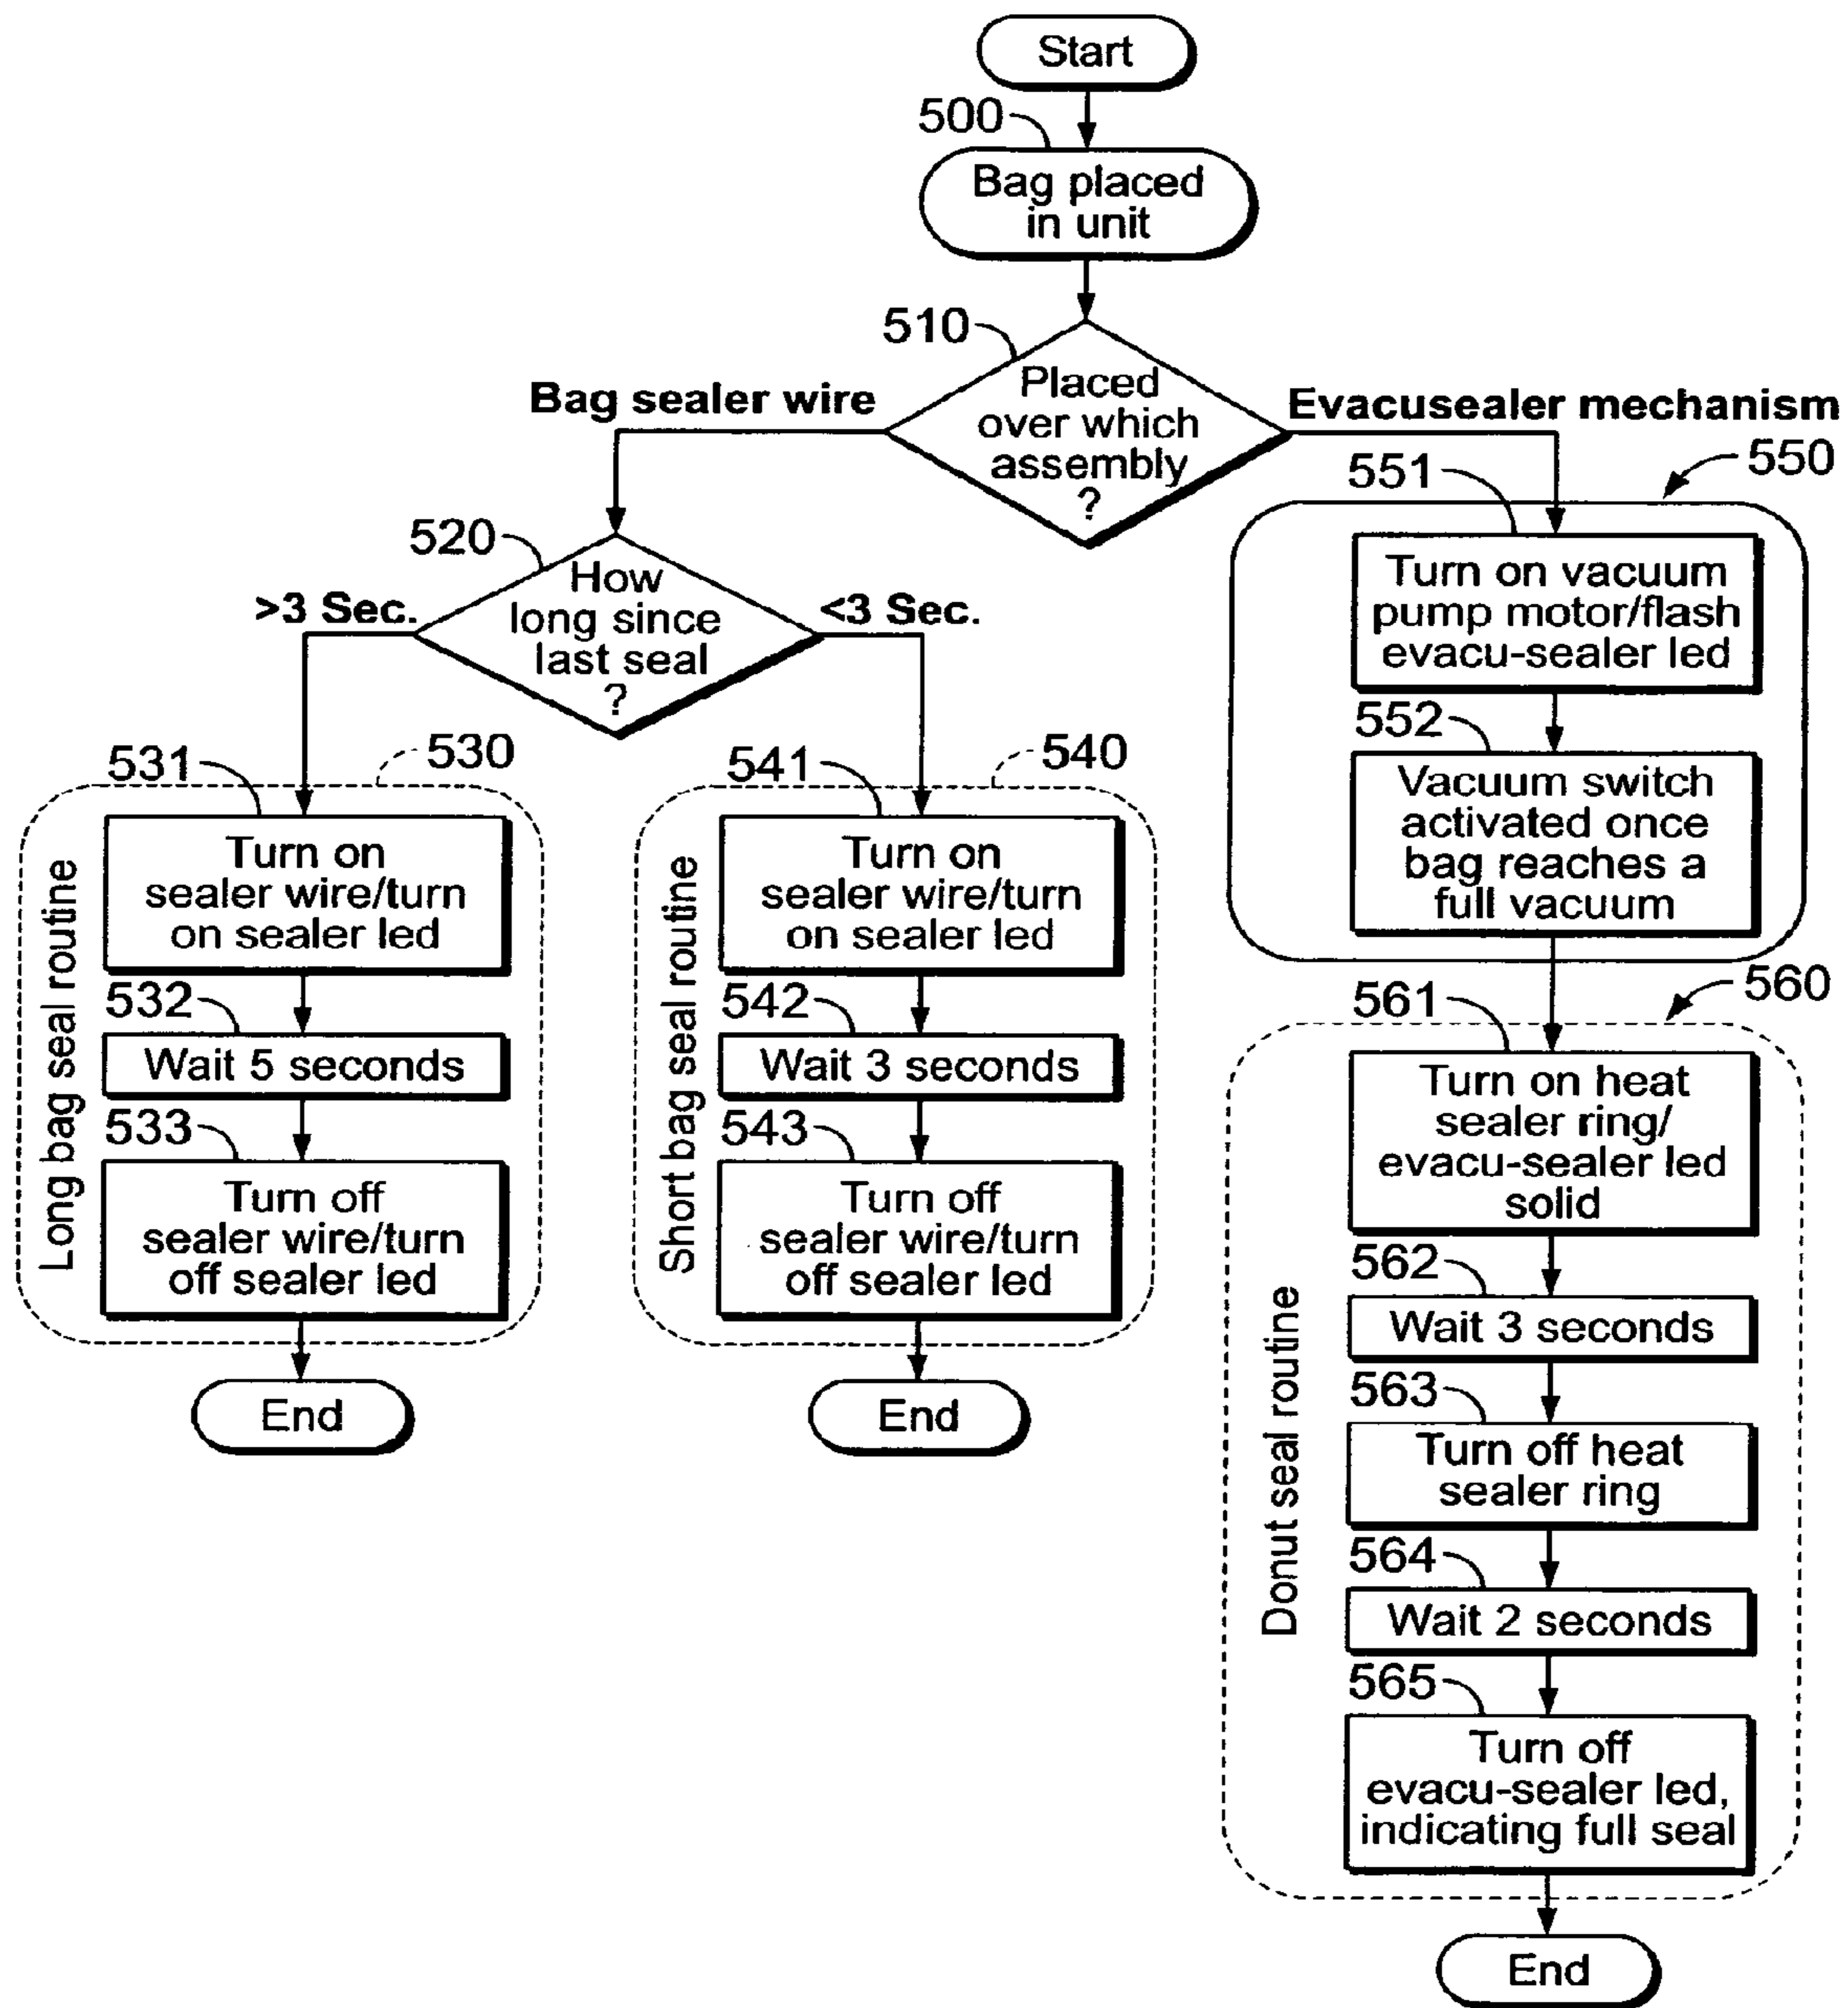 Start
500
Bag placed
in unit
510
Placed
over which
assembly
?
Bag sealer wire
Evacusealer mechanism
520
How
long since
last seal
?
>3 Sec.
<3 Sec.
530
531
Long bag seal routine
Turn on
sealer wire/turn
on sealer led
532
Wait 5 seconds
533
Turn off
sealer wire/turn
off sealer led
End
540
541
Short bag seal routine
Turn on
sealer wire/turn
on sealer led
542
Wait 3 seconds
543
Turn off
sealer wire/turn
off sealer led
End
550
551
Turn on vacuum
pump motor/flash
evacu-sealer led
552
Vacuum switch
activated once
bag reaches a
full vacuum
560
561
Donut seal routine
Turn on heat
sealer ring/
evacu-sealer led
solid
562
Wait 3 seconds
563
Turn off heat
sealer ring
564
Wait 2 seconds
565
Turn off
evacu-sealer led,
indicating full seal
End